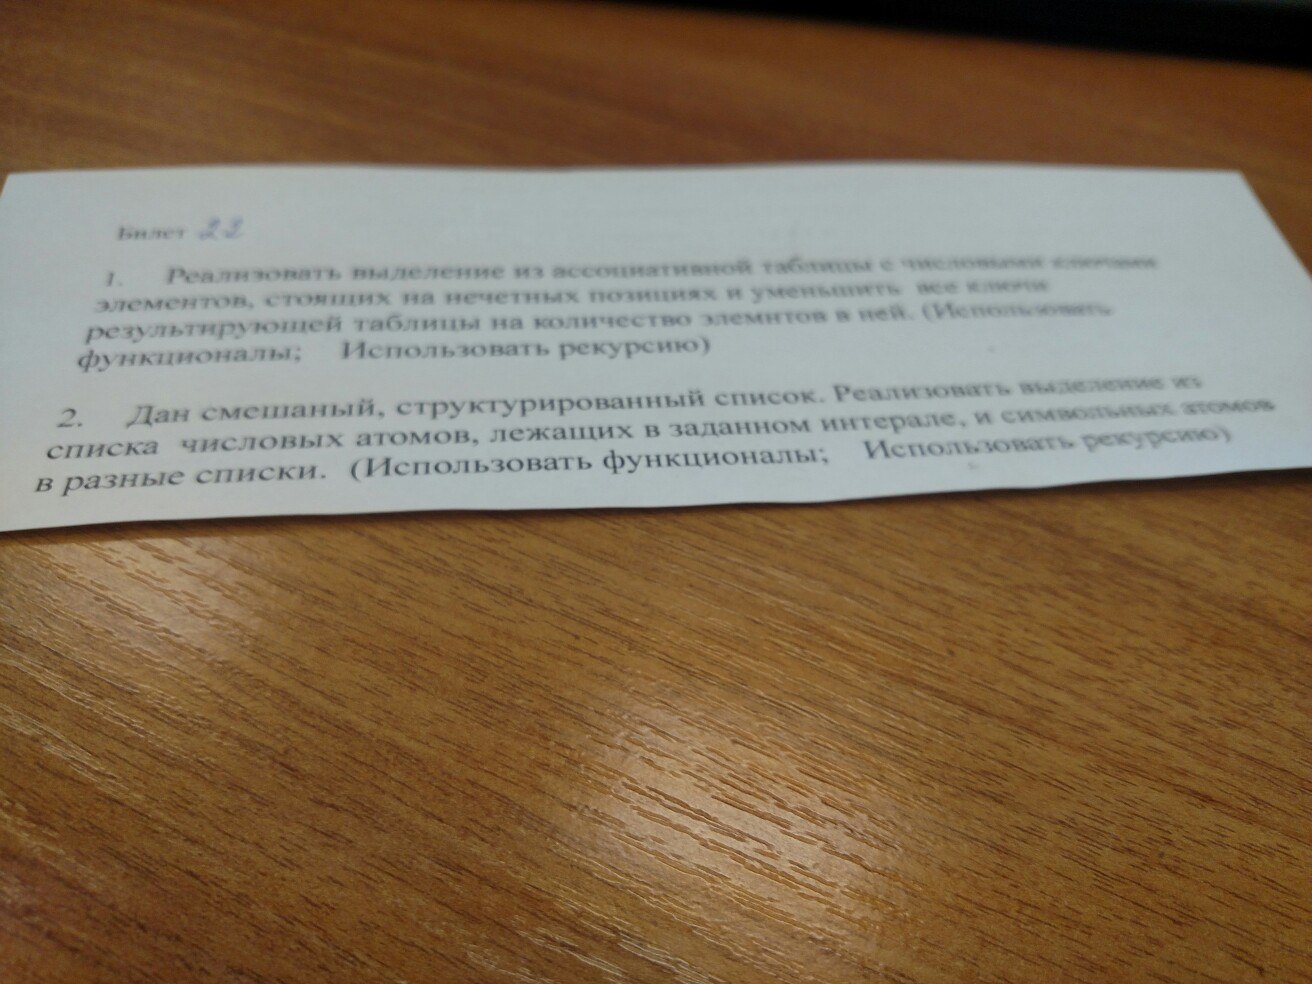 Билет 22
1. Реализовать выделение из ассоциативной таблицы с числовыми ключами
элементов, стоящих на нечетных позициях и уменьшить все ключи
результирующей таблицы на количество элемнтов в ней. (Использовать
функционалы; Использовать рекурсию)
2. Дан смешаный, структурированный список. Реализовать выделение из
списка числовых атомов, лежащих в заданном интерале, и символьных атомов
в разные списки. (Использовать функционалы; Использовать рекурсию)